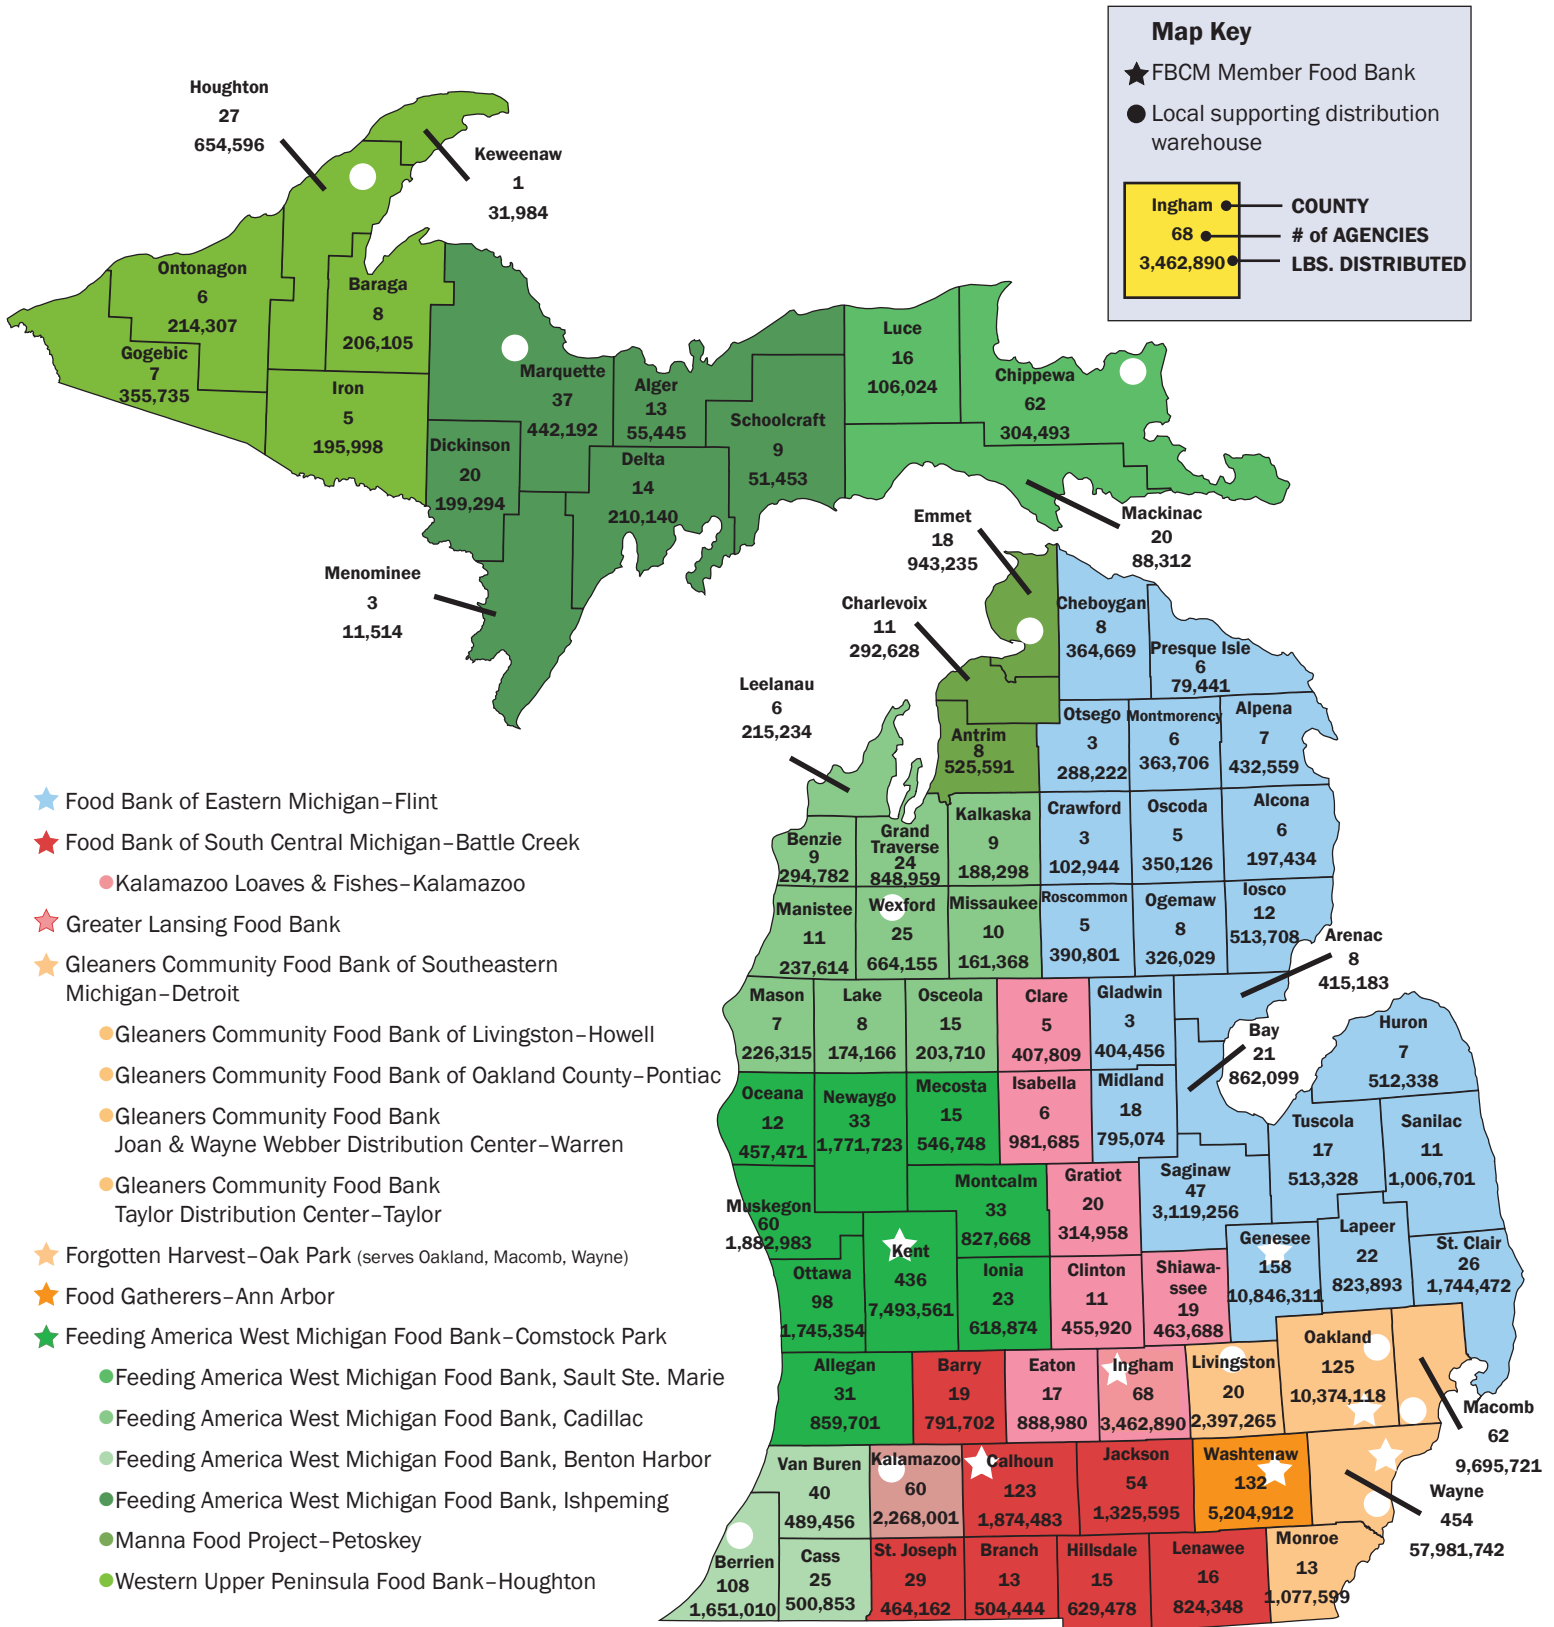 Map Key
FBCM Member Food Bank
Local supporting distribution
warehouse
Ingham
68
3,462,890
COUNTY
# of AGENCIES
LBS. DISTRIBUTED
Houghton
27
654,596
Keweenaw
1
31,984
Ontonagon
6
214,307
Baraga
8
206,105
Gogebic
7
355,735
Iron
5
195,998
Marquette
37
442,192
Alger
13
55,445
Luce
16
106,024
Chippewa
62
304,493
Dickinson
20
199,294
Delta
14
210,140
Schoolcraft
9
51,453
Mackinac
20
88,312
Menominee
3
11,514
Emmet
18
943,235
Charlevoix
11
292,628
Cheboygan
8
364,669
Presque Isle
6
79,441
Leelanau
6
215,234
Antrim
8
525,591
Otsego
3
288,222
Montmorency
6
363,706
Alpena
7
432,559
Benzie
9
294,782
Grand
Traverse
24
848,959
Kalkaska
9
188,298
Crawford
3
102,944
Oscoda
5
350,126
Alcona
6
197,434
Manistee
11
237,614
Wexford
25
664,155
Missaukee
10
161,368
Roscommon
5
390,801
Ogemaw
8
326,029
Iosco
12
513,708
Arenac
8
415,183
Mason
7
226,315
Lake
8
174,166
Osceola
15
203,710
Clare
5
407,809
Gladwin
3
404,456
Bay
21
862,099
Huron
7
512,338
Oceana
12
457,471
Newaygo
33
1,771,723
Mecosta
15
546,748
Isabella
6
981,685
Midland
18
795,074
Tuscola
17
513,328
Sanilac
11
1,006,701
Muskegon
60
1,882,983
Montcalm
33
827,668
Gratiot
20
314,958
Saginaw
47
3,119,256
Genesee
158
10,846,311
Lapeer
22
823,893
St. Clair
26
1,744,472
Ottawa
98
1,745,354
Kent
436
7,493,561
Ionia
23
618,874
Clinton
11
455,920
Shiawa-
ssee
19
463,688
Allegan
31
859,701
Barry
19
791,702
Eaton
17
888,980
Ingham
68
3,462,890
Livingston
20
2,397,265
Oakland
125
10,374,118
Macomb
62
9,695,721
Van Buren
40
489,456
Kalamazoo
60
2,268,001
Calhoun
123
1,874,483
Jackson
54
1,325,595
Washtenaw
132
5,204,912
Wayne
454
57,981,742
Berrien
108
1,651,010
Cass
25
500,853
St. Joseph
29
464,162
Branch
13
504,444
Hillsdale
15
629,478
Lenawee
16
824,348
Monroe
13
1,077,599
Food Bank of Eastern Michigan–Flint
Food Bank of South Central Michigan–Battle Creek
Kalamazoo Loaves & Fishes–Kalamazoo
Greater Lansing Food Bank
Gleaners Community Food Bank of Southeastern
Michigan–Detroit
Gleaners Community Food Bank of Livingston–Howell
Gleaners Community Food Bank of Oakland County–Pontiac
Gleaners Community Food Bank
Joan & Wayne Webber Distribution Center–Warren
Gleaners Community Food Bank
Taylor Distribution Center–Taylor
Forgotten Harvest–Oak Park (serves Oakland, Macomb, Wayne)
Food Gatherers–Ann Arbor
Feeding America West Michigan Food Bank–Comstock Park
Feeding America West Michigan Food Bank, Sault Ste. Marie
Feeding America West Michigan Food Bank, Cadillac
Feeding America West Michigan Food Bank, Benton Harbor
Feeding America West Michigan Food Bank, Ishpeming
Manna Food Project–Petoskey
Western Upper Peninsula Food Bank–Houghton